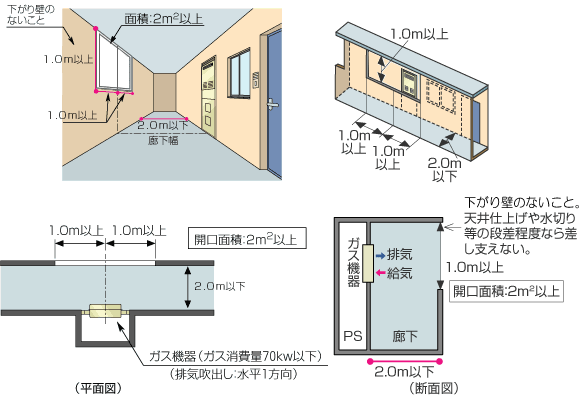 下がり壁の
ないこと
面積:2m²以上
1.0m以上
1.0m以上
2.0m以下
廊下幅
1.0m以上
1.0m
以上
1.0m
以上
2.0m
以下
1.0m以上
1.0m以上
開口面積:2m²以上
2.0m以下
ガス機器(ガス消費量70kw以下)
(排気吹出し:水平1方向)
(平面図)
下がり壁のないこと。
天井仕上げや水切り
等の段差程度なら差
し支えない。
ガス機器
排気
給気
1.0m以上
開口面積:2m²以上
PS
廊下
2.0m以下
(断面図)